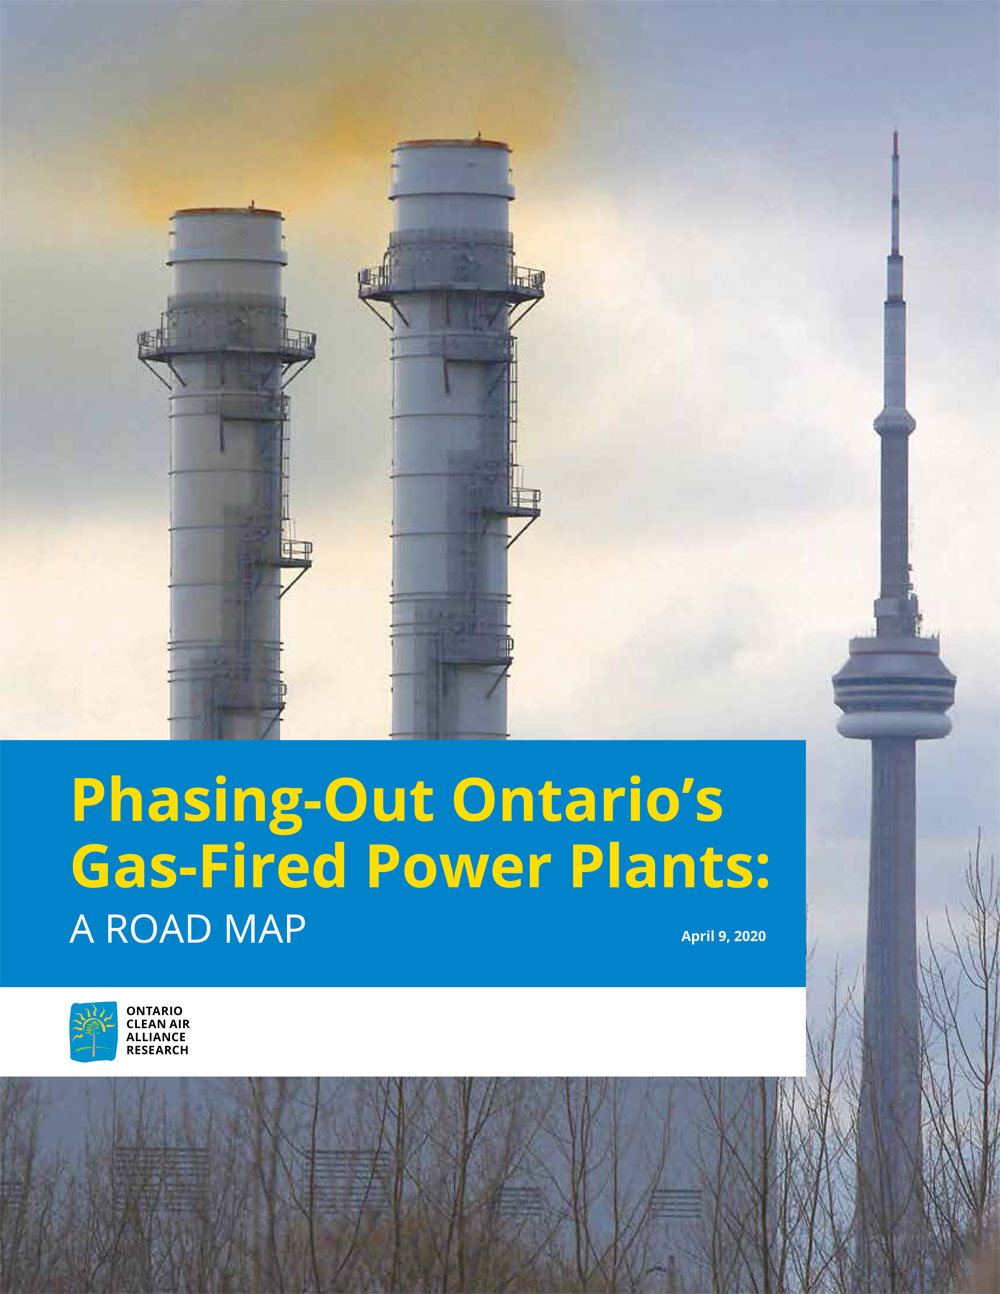 Phasing-Out Ontario’s
Gas-Fired Power Plants:
A ROAD MAP
April 9, 2020
ONTARIO
CLEAN AIR
ALLIANCE
RESEARCH